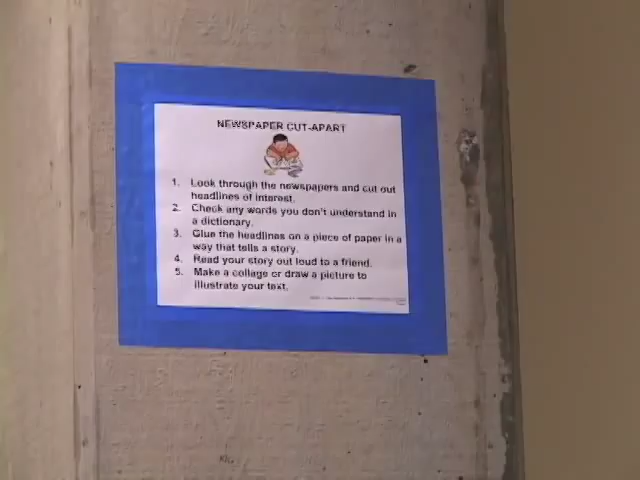 NEWSPAPER CUT-APART
1. Look through the newspapers and cut out
headlines of interest.
2. Check any words you don't understand in
a dictionary.
3. Glue the headlines on a piece of paper in a
way that tells a story.
4. Read your story out loud to a friend.
5. Make a collage or draw a picture to
illustrate your text.